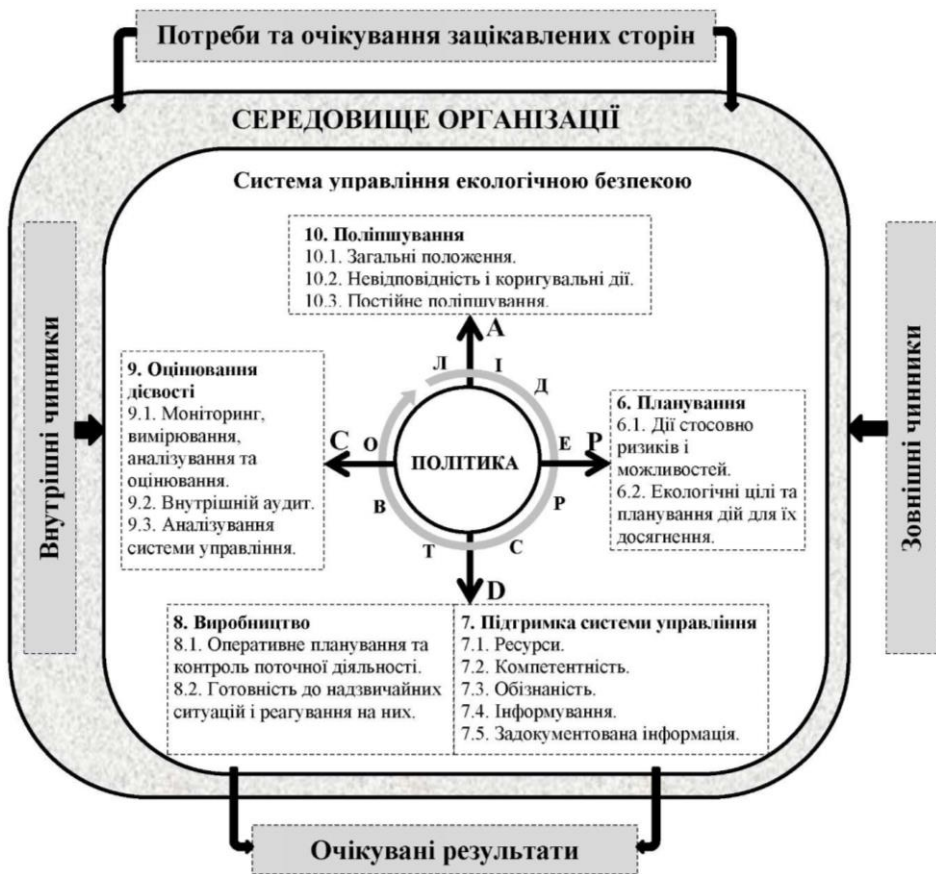 Потреби та очікування зацікавлених сторін
СЕРЕДОВИЩЕ ОРГАНІЗАЦІЇ
Система управління екологічною безпекою
10. Поліпшування
10.1. Загальні положення.
10.2. Невідповідність і коригувальні дії.
10.3. Постійне поліпшування.
A
Внутрішні чинники
9. Оцінювання
дієвості
9.1. Моніторинг,
вимірювання,
аналізування та
оцінювання.
9.2. Внутрішній аудит.
9.3. Аналізування
системи управління.
C
ЛІДЕРСТВО
ПОЛІТИКА
P
6. Планування
6.1. Дії стосовно
ризиків і
можливостей.
6.2. Екологічні цілі та
планування дій для їх
досягнення.
Зовнішні чинники
D
8. Виробництво
8.1. Оперативне планування та
контроль поточної діяльності.
8.2. Готовність до надзвичайних
ситуацій і реагування на них.
7. Підтримка системи управління
7.1. Ресурси.
7.2. Компетентність.
7.3. Обізнаність.
7.4. Інформування.
7.5. Задокументована інформація.
Очікувані результати